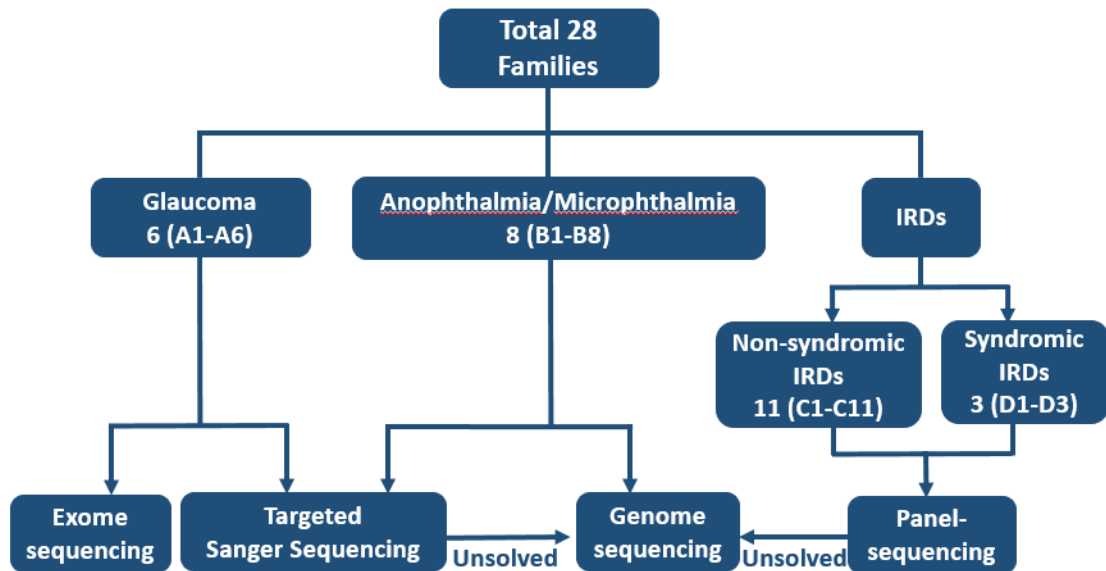 Total 28
Families
Glaucoma
6 (A1-A6)
Anophthalmia/Microphthalmia
8 (B1-B8)
IRDs
Non-syndromic
IRDs
11 (C1-C11)
Syndromic
IRDs
3 (D1-D3)
Exome
sequencing
Targeted
Sanger Sequencing
Unsolved
Genome
sequencing
Unsolved
Panel-
sequencing